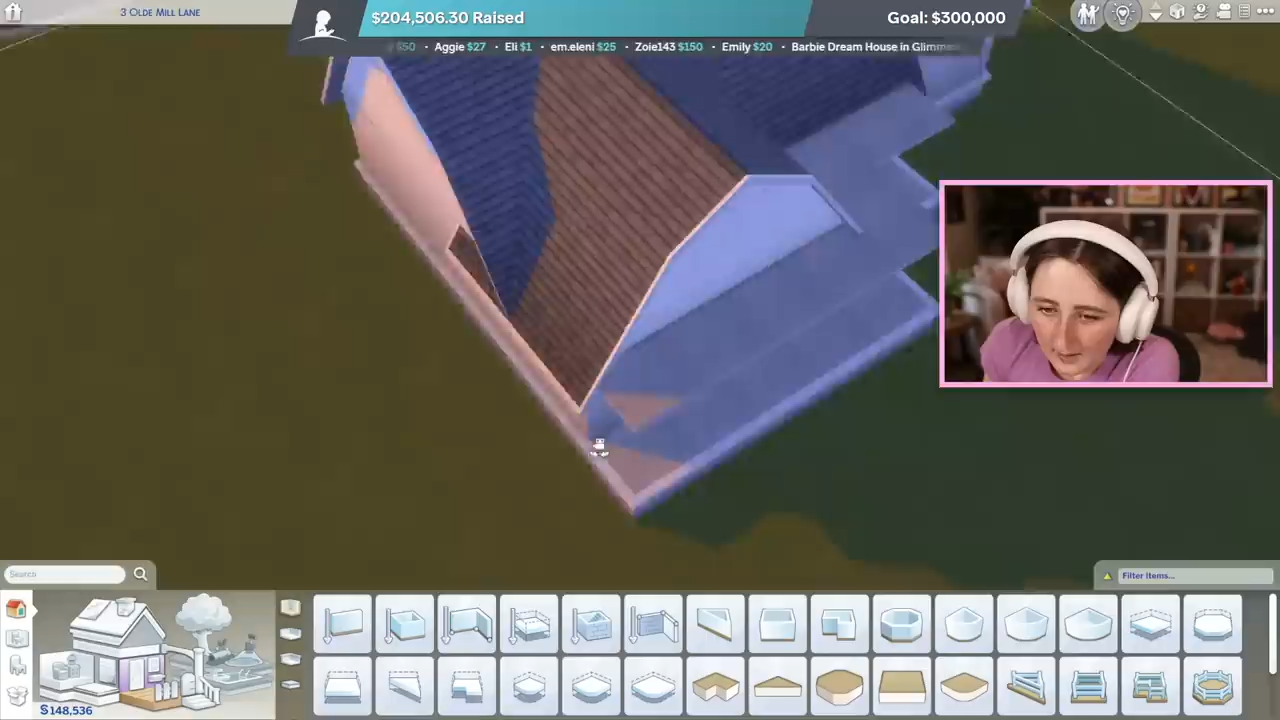 3 OLDE MILL LANE
$204,506.30 Raised
Goal: $300,000
$50 · Aggie $27 · Eli $1 · em.eleni $25 · Zoie143 $150 · Emily $20 · Barbie Dream House in
Search
Filter Items...
$148,536